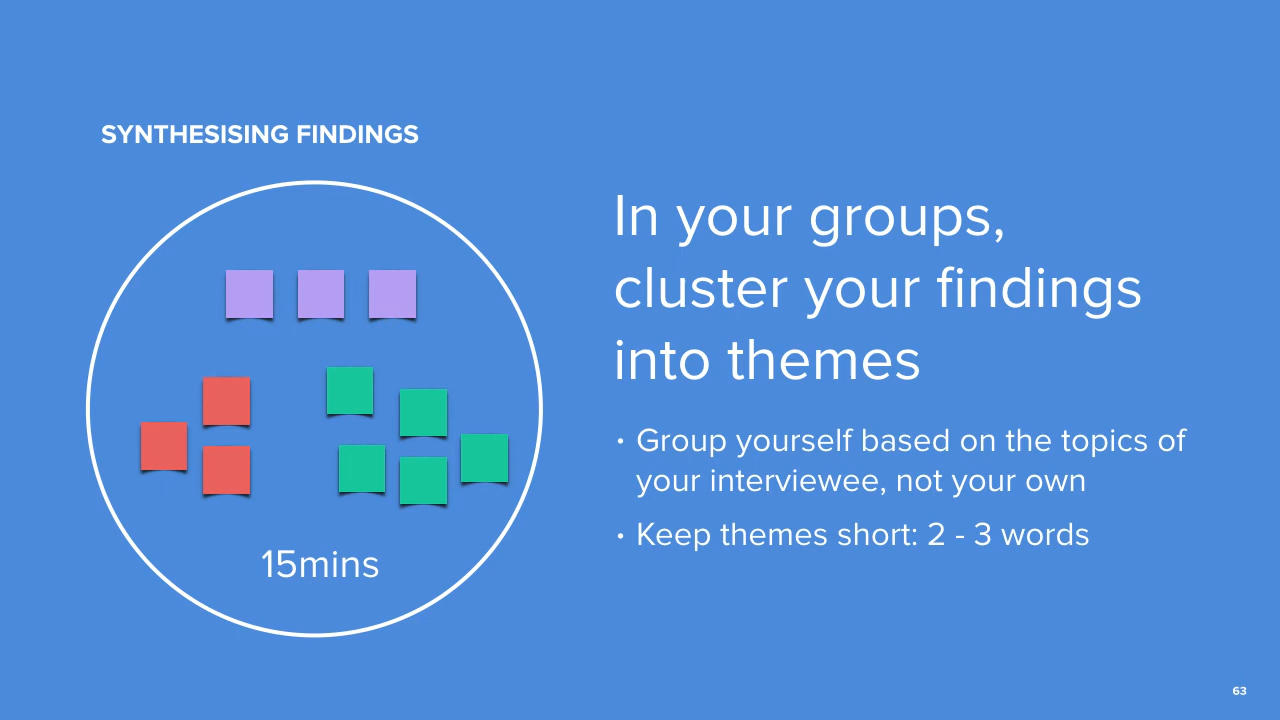 SYNTHESISING FINDINGS
In your groups,
cluster your findings
into themes
• Group yourself based on the topics of
your interviewee, not your own
• Keep themes short: 2 - 3 words
15mins
63